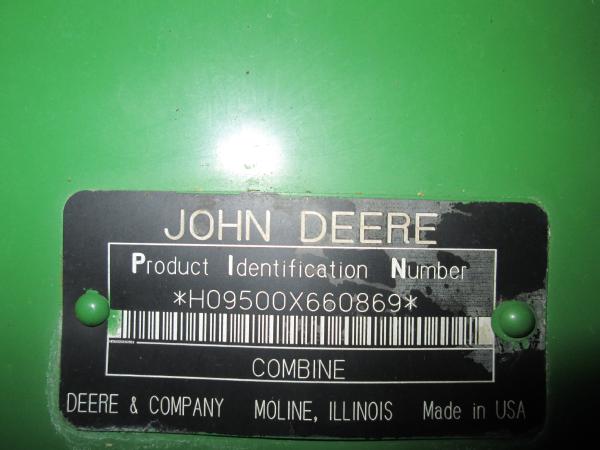 JOHN DEERE
Product Identification Number
*H09500X660869*
COMBINE
DEERE & COMPANY MOLINE, ILLINOIS Made in USA